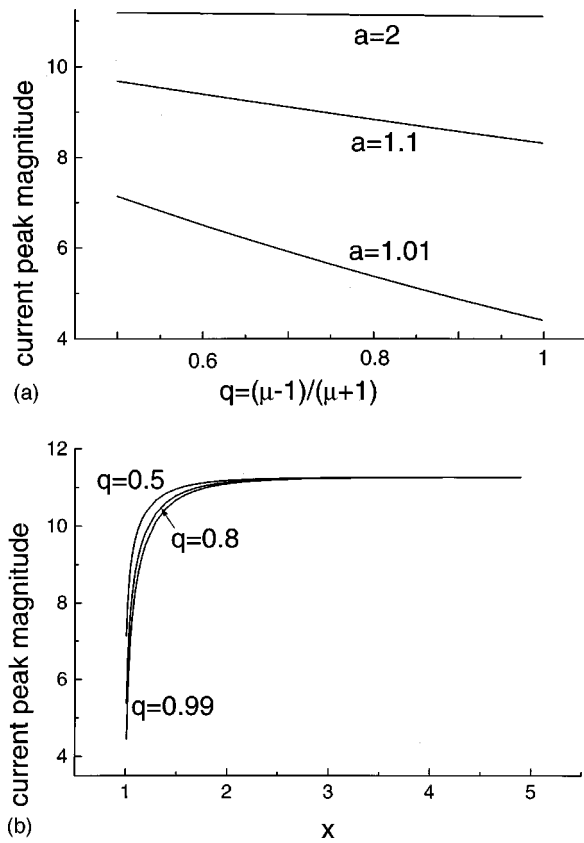 current peak magnitude
10
8
6
4
a=2
a=1.1
a=1.01
0.6
0.8
1
(a)
q=(μ-1)/(μ+1)
current peak magnitude
12
10
8
6
4
q=0.5
q=0.8
q=0.99
1
2
3
4
5
(b)
x